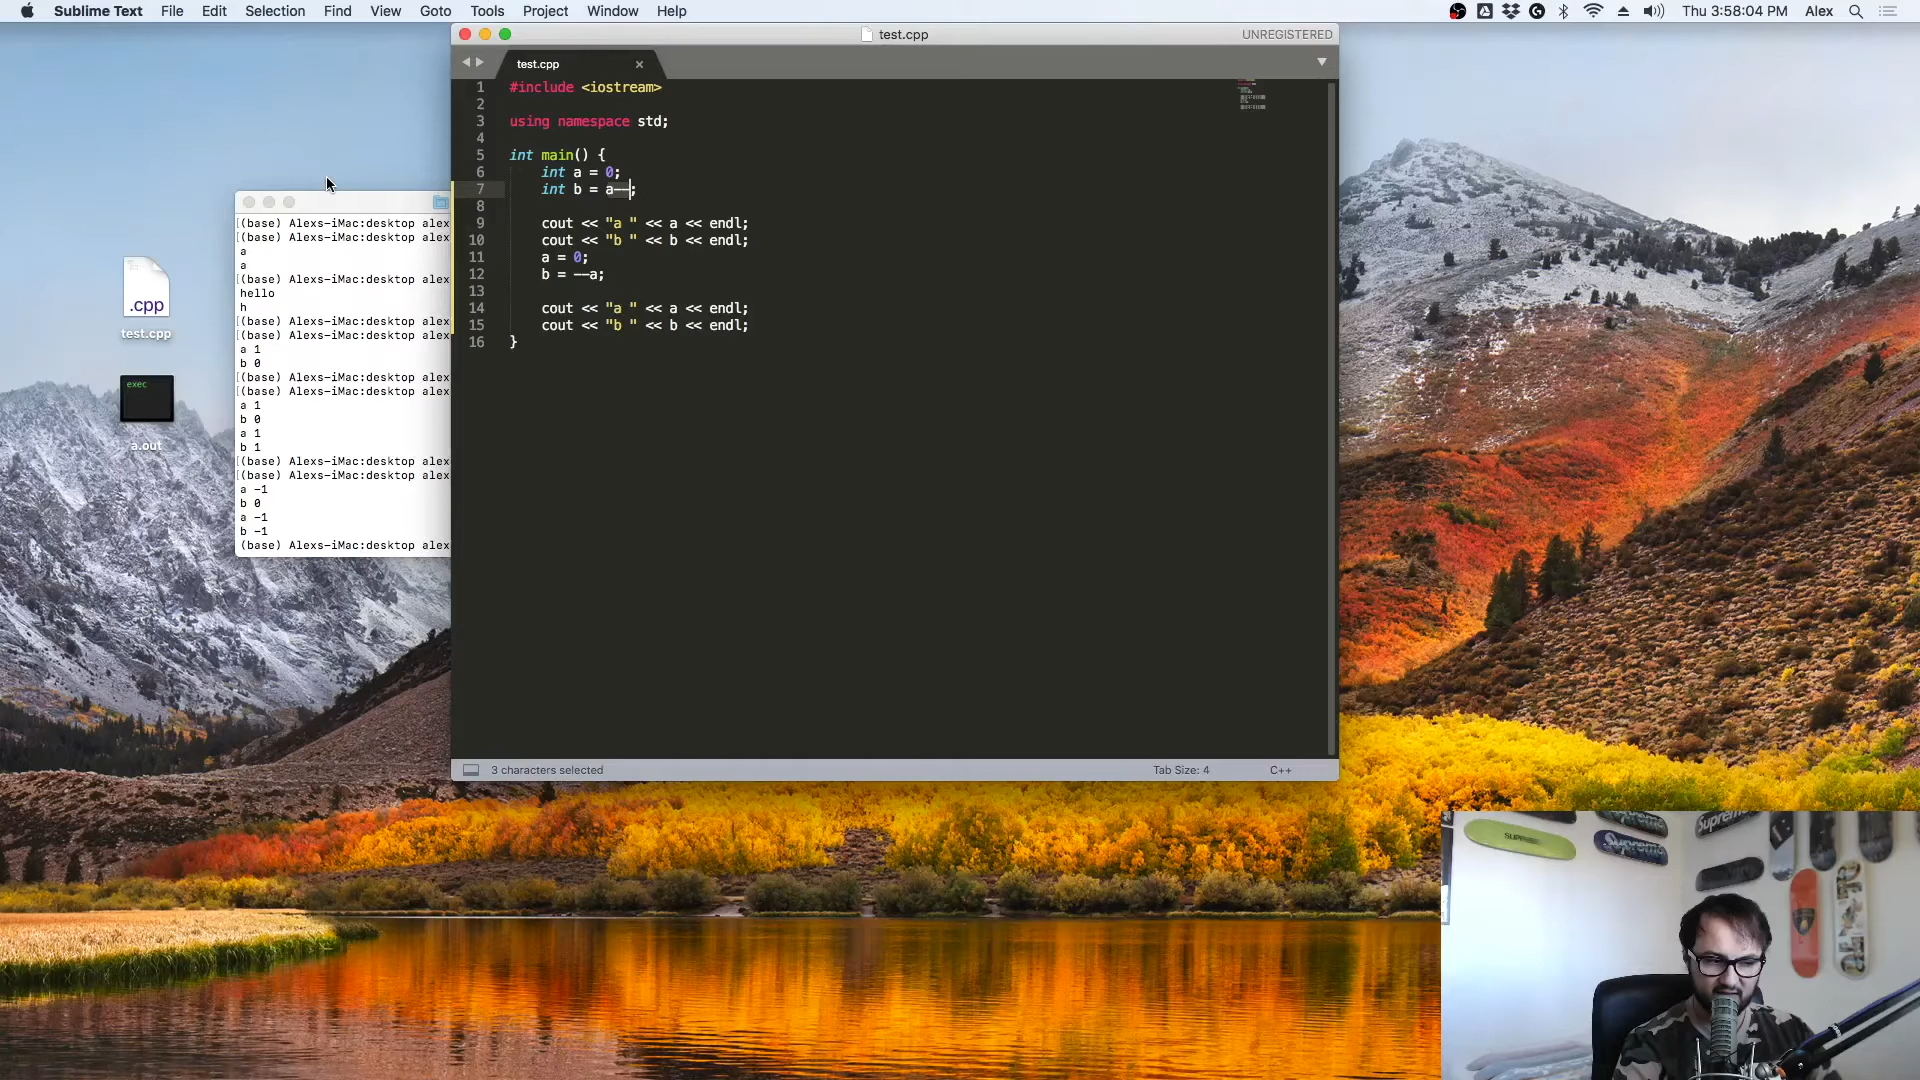 Sublime Text File Edit Selection Find View Goto Tools Project Window Help Thu 3:58:04 PM Alex
test.cpp UNREGISTERED
test.cpp
1 #include <iostream>
2
3 using namespace std;
4
5 int main() {
6 int a = 0;
7 int b = a--;
8
9 cout << "a " << a << endl;
10 cout << "b " << b << endl;
11 a = 0;
12 b = --a;
13
14 cout << "a " << a << endl;
15 cout << "b " << b << endl;
16 }
3 characters selected Tab Size: 4 C++
[(base) Alexs-iMac:desktop alex
[(base) Alexs-iMac:desktop alex
a
a
[(base) Alexs-iMac:desktop alex
hello
h
[(base) Alexs-iMac:desktop alex
[(base) Alexs-iMac:desktop alex
a 1
b 0
[(base) Alexs-iMac:desktop alex
[(base) Alexs-iMac:desktop alex
a 1
b 0
a 1
b 1
[(base) Alexs-iMac:desktop alex
[(base) Alexs-iMac:desktop alex
a -1
b 0
a -1
b -1
(base) Alexs-iMac:desktop alex
.cpp
test.cpp
exec
a.out
Supreme
Supreme